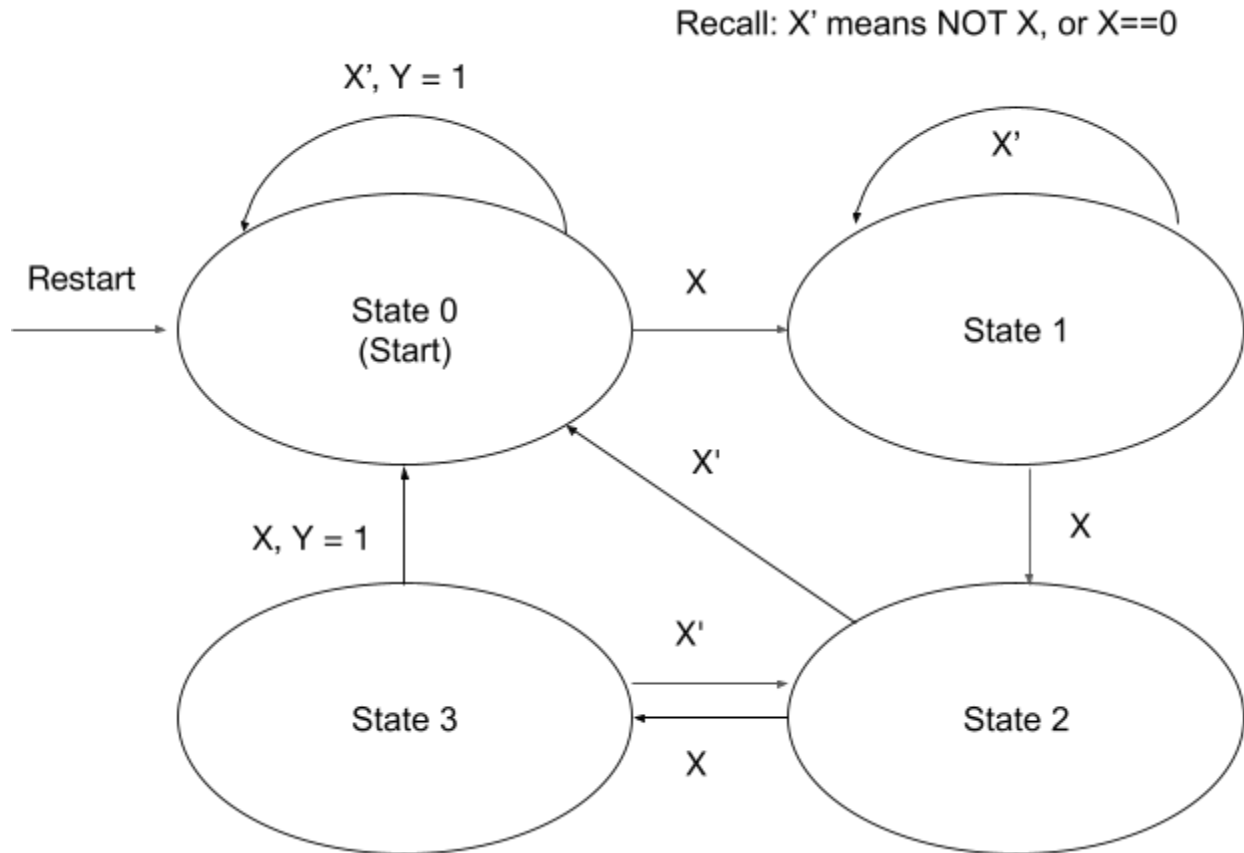 Recall: X’ means NOT X, or X==0
X’, Y = 1
X’
Restart
X
State 0
(Start)
State 1
X'
X, Y = 1
X
X'
State 3
State 2
X